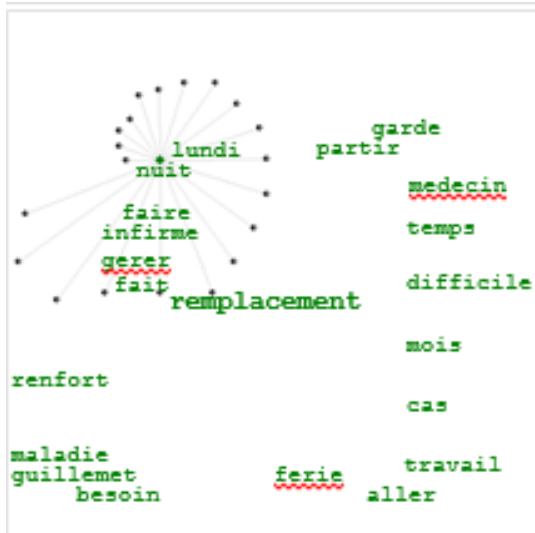 garde
lundi
partir
nuit
medecin
faire
temps
infirme
gerer
fait
difficile
remplacement
mois
renfort
cas
maladie
travail
guillemet
ferie
besoin
aller